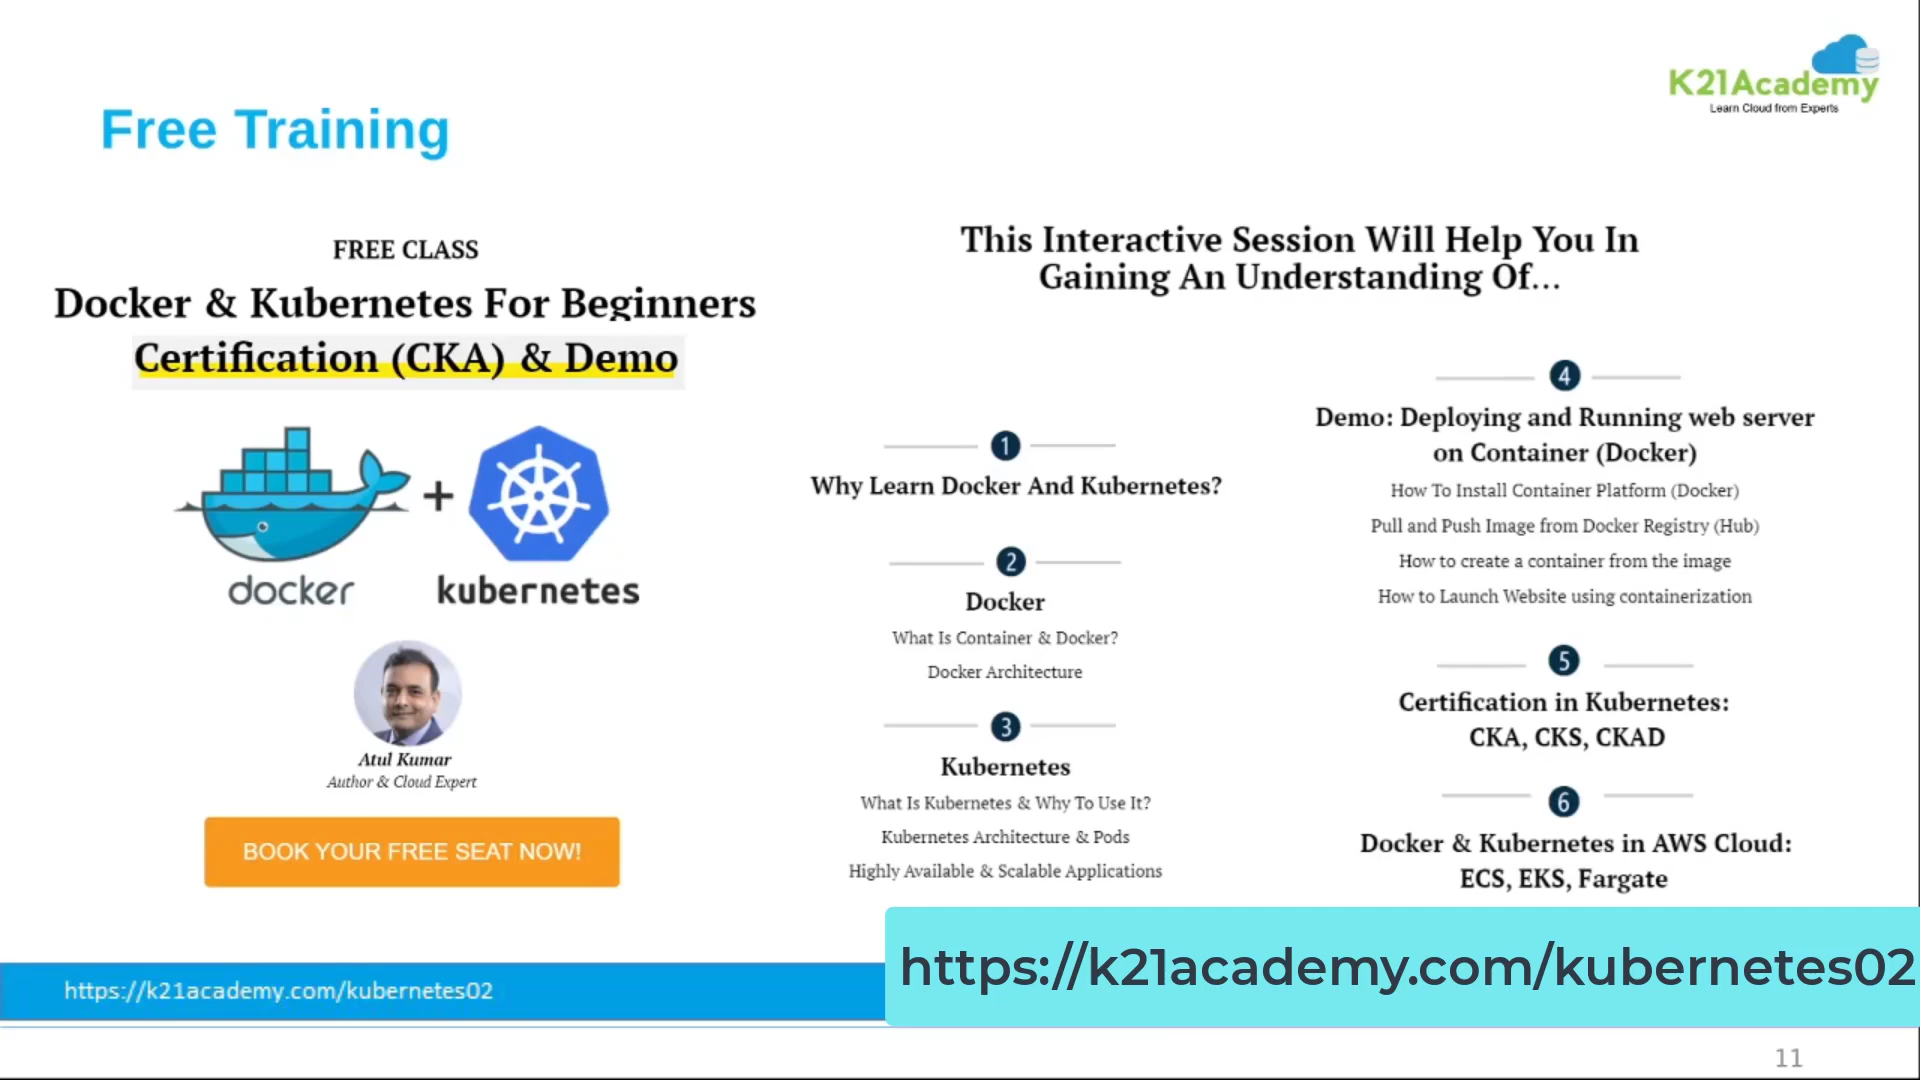 K21Academy
Learn Cloud from Experts
Free Training
FREE CLASS
Docker & Kubernetes For Beginners
Certification (CKA) & Demo
docker
+
kubernetes
Atul Kumar
Author & Cloud Expert
BOOK YOUR FREE SEAT NOW!
This Interactive Session Will Help You In
Gaining An Understanding Of...
1
Why Learn Docker And Kubernetes?
2
Docker
What Is Container & Docker?
Docker Architecture
3
Kubernetes
What Is Kubernetes & Why To Use It?
Kubernetes Architecture & Pods
Highly Available & Scalable Applications
4
Demo: Deploying and Running web server
on Container (Docker)
How To Install Container Platform (Docker)
Pull and Push Image from Docker Registry (Hub)
How to create a container from the image
How to Launch Website using containerization
5
Certification in Kubernetes:
CKA, CKS, CKAD
6
Docker & Kubernetes in AWS Cloud:
ECS, EKS, Fargate
https://k21academy.com/kubernetes02
https://k21academy.com/kubernetes02
11